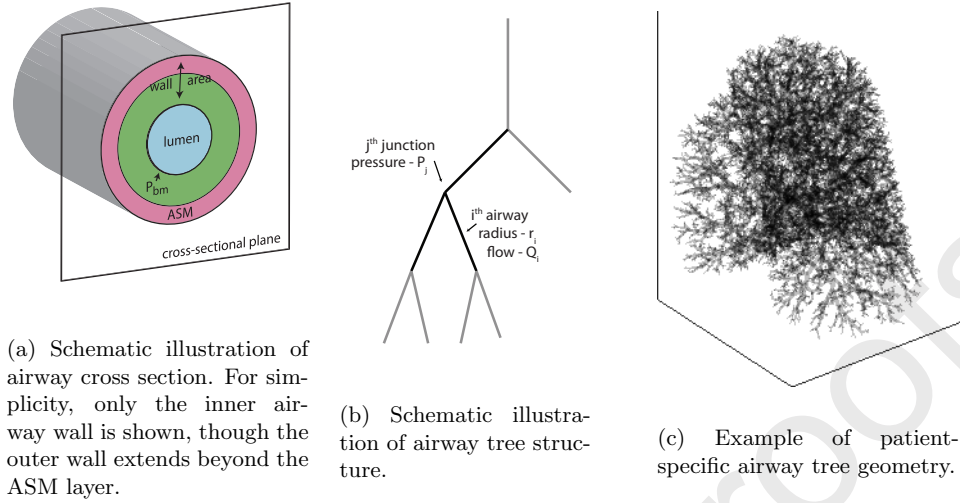 wall area
lumen
P_bm
ASM
cross-sectional plane
j^th junction
pressure - P_j
i^th airway
radius - r_i
flow - Q_i
(a) Schematic illustration of
airway cross section. For sim-
plicity, only the inner air-
way wall is shown, though the
outer wall extends beyond the
ASM layer.
(b) Schematic illustra-
tion of airway tree struc-
ture.
(c) Example of patient-
specific airway tree geometry.
roofs